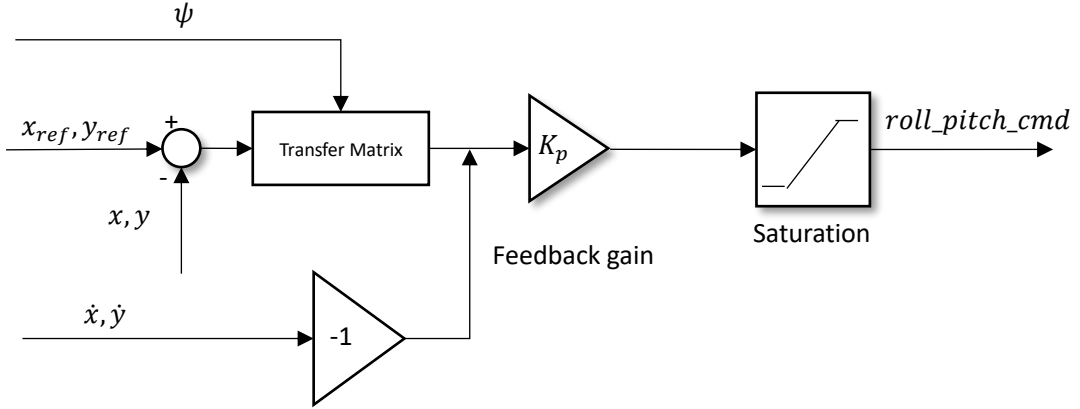 ψ
x_ref, y_ref
+
-
x, y
Transfer Matrix
K_p
roll_pitch_cmd
Feedback gain
Saturation
ẋ, ẏ
-1